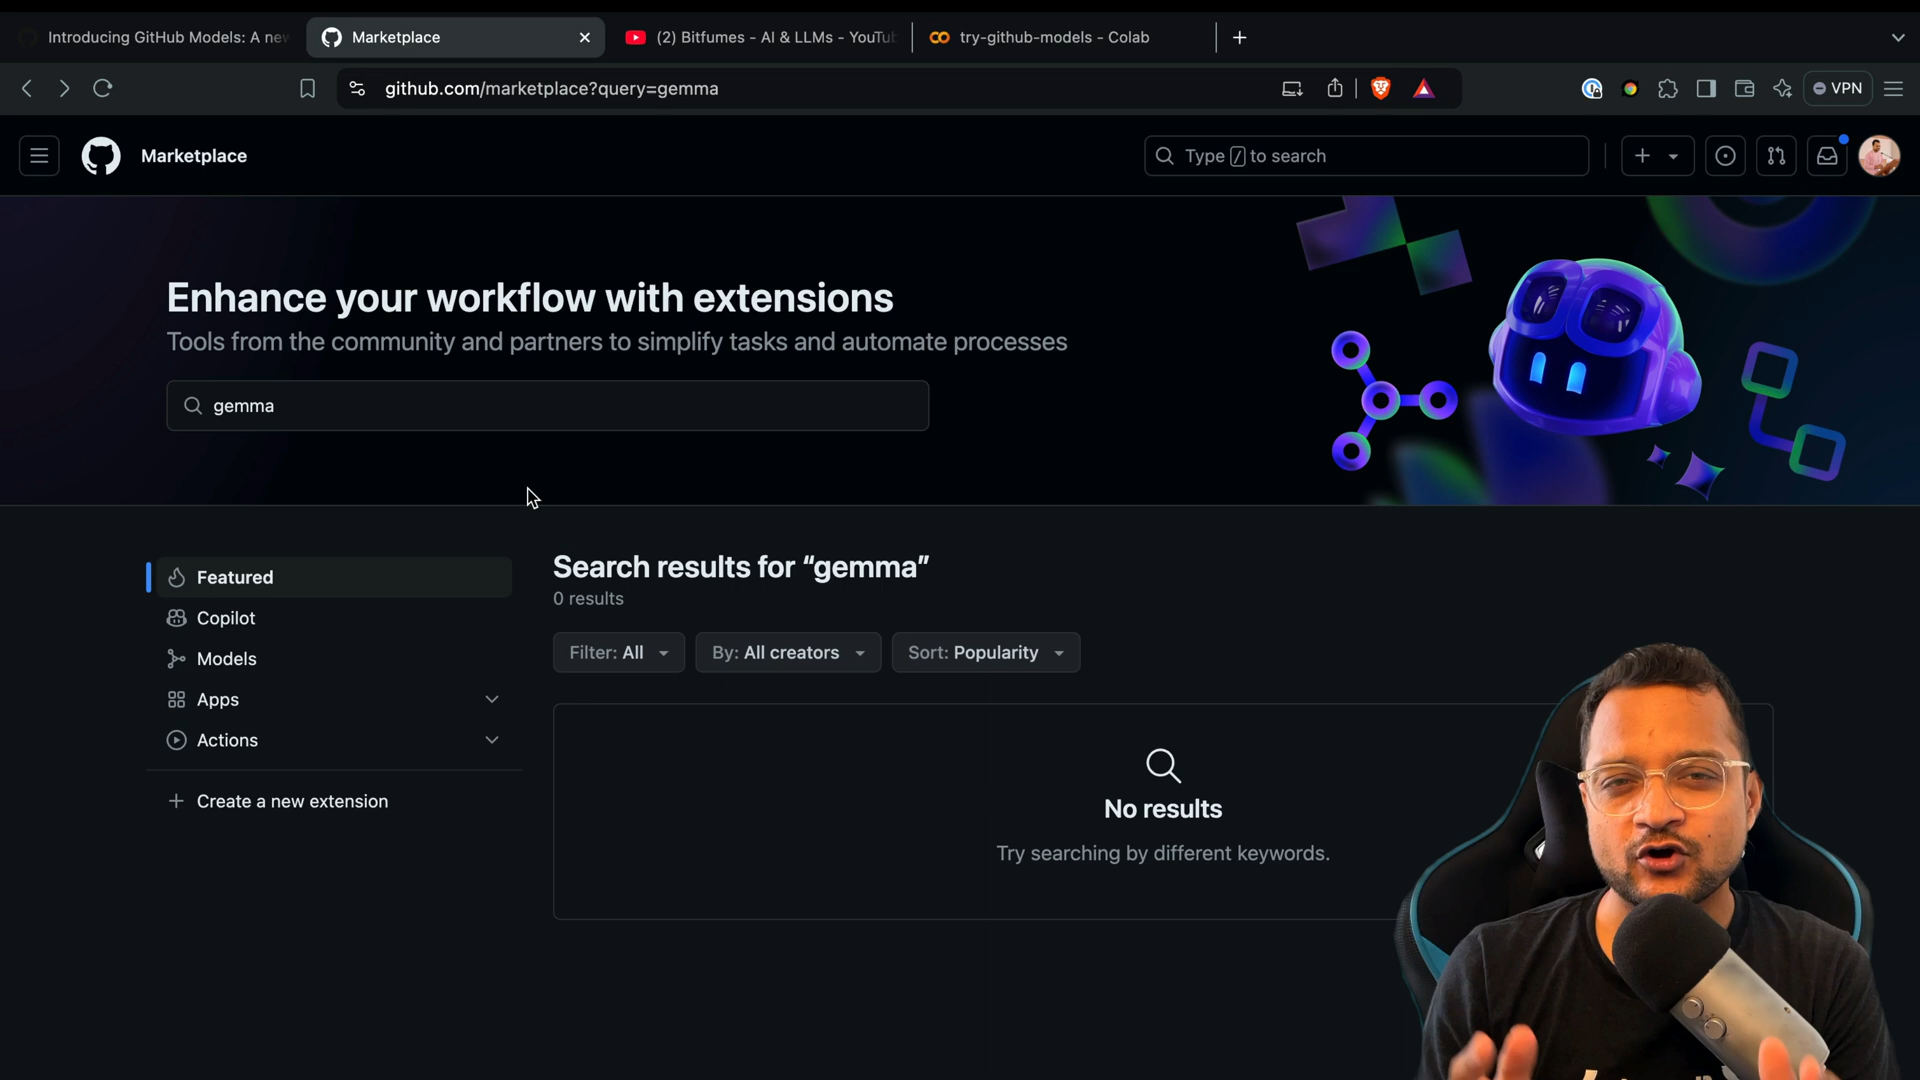 Introducing GitHub Models: A nev
Marketplace
(2) Bitfumes - AI & LLMs - YouTub
try-github-models - Colab
github.com/marketplace?query=gemma
VPN
Marketplace
Type / to search
Enhance your workflow with extensions
Tools from the community and partners to simplify tasks and automate processes
gemma
Featured
Copilot
Models
Apps
Actions
Create a new extension
Search results for “gemma”
0 results
Filter: All
By: All creators
Sort: Popularity
No results
Try searching by different keywords.